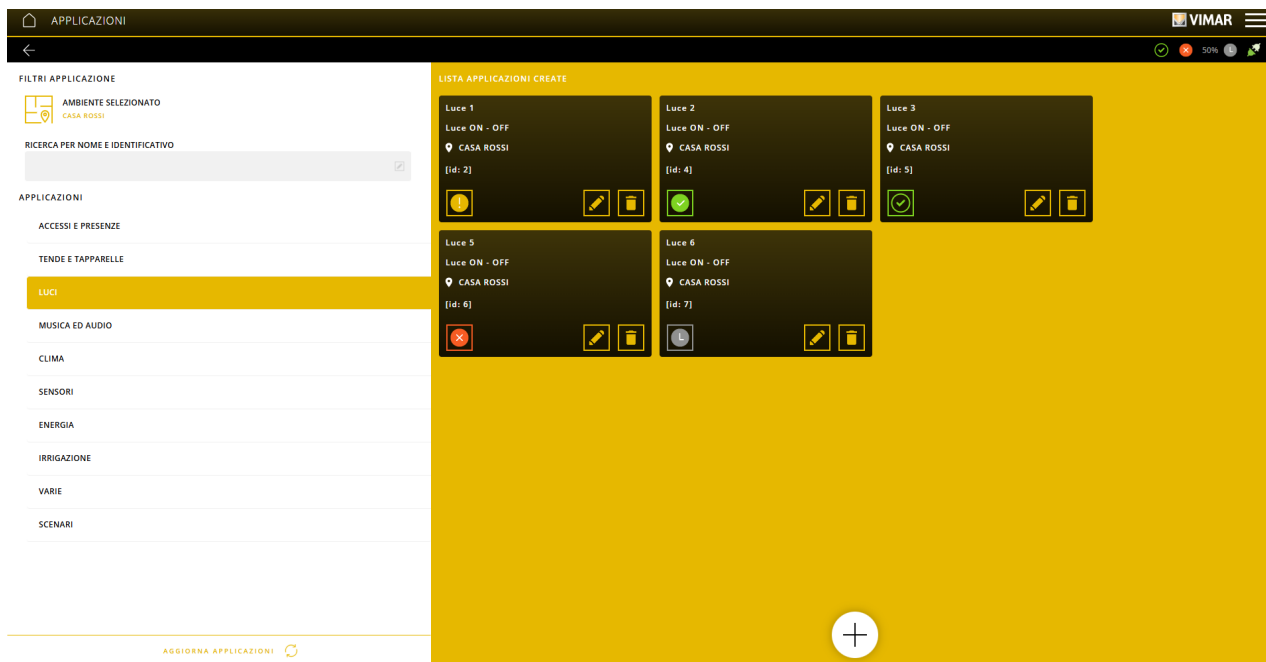 APPLICAZIONI
VIMAR
50%
FILTRI APPLICAZIONE
AMBIENTE SELEZIONATO
CASA ROSSI
RICERCA PER NOME E IDENTIFICATIVO
APPLICAZIONI
ACCESSI E PRESENZE
TENDE E TAPPARELLE
LUCI
MUSICA ED AUDIO
CLIMA
SENSORI
ENERGIA
IRRIGAZIONE
VARIE
SCENARI
AGGIORNA APPLICAZIONI
LISTA APPLICAZIONI CREATE
Luce 1
Luce ON - OFF
CASA ROSSI
[id: 2]
Luce 2
Luce ON - OFF
CASA ROSSI
[id: 4]
Luce 3
Luce ON - OFF
CASA ROSSI
[id: 5]
Luce 5
Luce ON - OFF
CASA ROSSI
[id: 6]
Luce 6
Luce ON - OFF
CASA ROSSI
[id: 7]